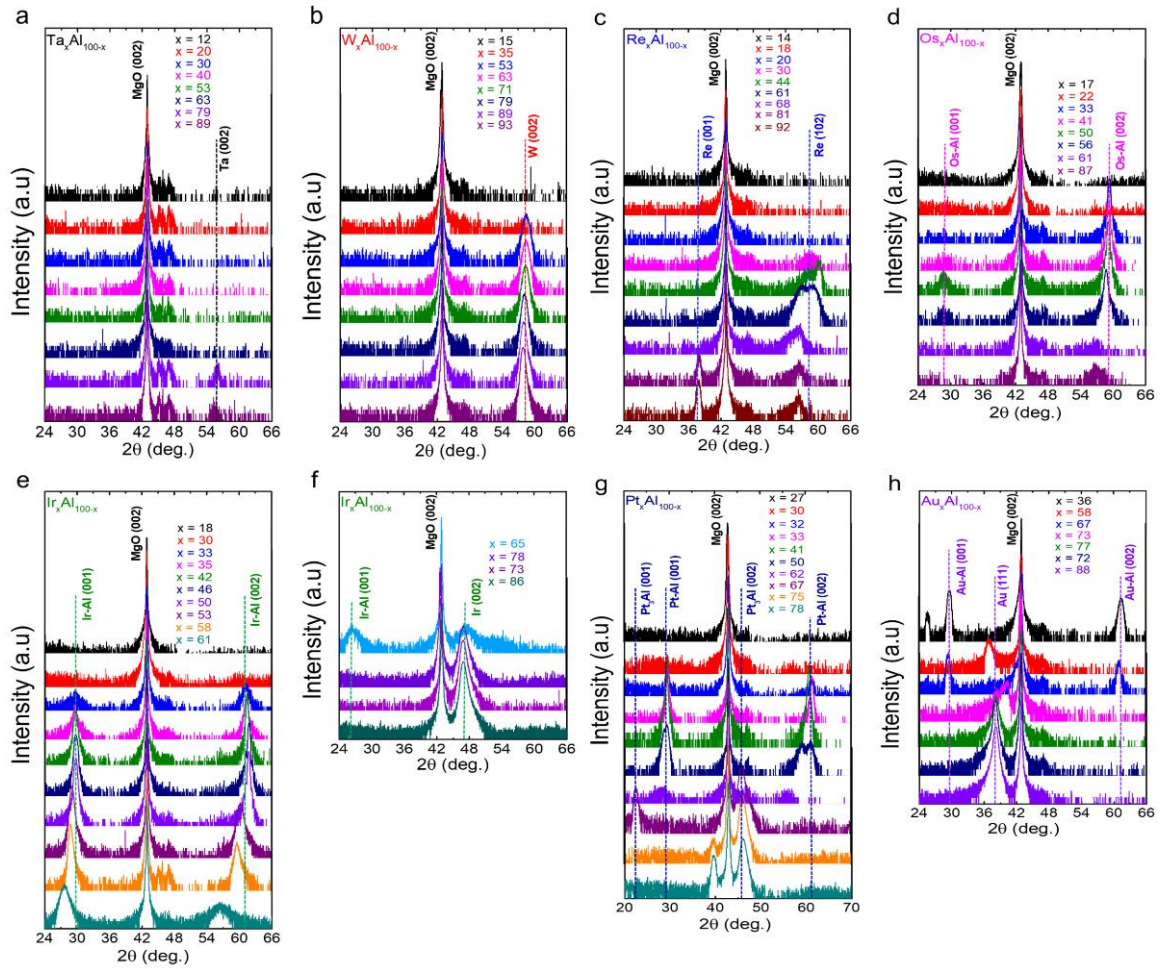 a
Ta_xAl_100-x
MgO (002)
x = 12
x = 20
x = 30
x = 40
x = 53
x = 63
x = 79
x = 89
Ta (002)
Intensity (a.u)
24 30 36 42 48 54 60 66
2θ (deg.)
b
W_xAl_100-x
MgO (002)
x = 15
x = 35
x = 53
x = 63
x = 71
x = 79
x = 89
x = 93
W (002)
Intensity (a.u)
24 30 36 42 48 54 60 66
2θ (deg.)
c
Re_xAl_100-x
MgO (002)
x = 14
x = 18
x = 20
x = 30
x = 44
x = 61
x = 68
x = 81
x = 92
Re (001)
Re (102)
Intensity (a.u)
24 30 36 42 48 54 60 66
2θ (deg.)
d
Os_xAl_100-x
MgO (002)
x = 17
x = 22
x = 33
x = 41
x = 50
x = 56
x = 61
x = 87
Os-Al (001)
Os-Al (002)
Intensity (a.u)
24 30 36 42 48 54 60 66
2θ (deg.)
e
Ir_xAl_100-x
MgO (002)
x = 18
x = 30
x = 33
x = 35
x = 42
x = 46
x = 50
x = 53
x = 58
x = 61
Ir-Al (001)
Ir-Al (002)
Intensity (a.u)
24 30 36 42 48 54 60 66
2θ (deg.)
f
Ir_xAl_100-x
MgO (002)
x = 65
x = 78
x = 73
x = 86
Ir-Al (001)
Ir (002)
Intensity (a.u)
24 30 36 42 48 54 60 66
2θ (deg.)
g
Pt_xAl_100-x
MgO (002)
x = 27
x = 30
x = 32
x = 33
x = 41
x = 50
x = 62
x = 67
x = 75
x = 78
Pt_3Al (001)
Pt-Al (001)
Pt_3Al (002)
Pt-Al (002)
Intensity (a.u)
20 30 40 50 60 70
2θ (deg.)
h
Au_xAl_100-x
MgO (002)
x = 36
x = 58
x = 67
x = 73
x = 77
x = 72
x = 88
Au-Al (001)
Au (111)
Au-Al (002)
Intensity (a.u)
24 30 36 42 48 54 60 66
2θ (deg.)